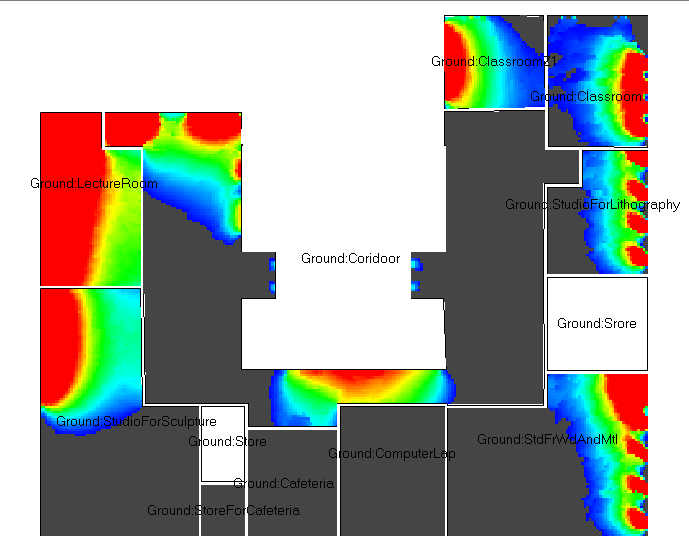 Ground:ClassroomZ1
Ground:Classroom
Ground:LectureRoom
Ground:StudioForLithography
Ground:Coridoor
Ground:Srore
Ground:StudioForSculpture
Ground:Store
Ground:StdFrWdAndMtl
Ground:ComputerLap
Ground:Cafeteria
Ground:StoreForCafeteria